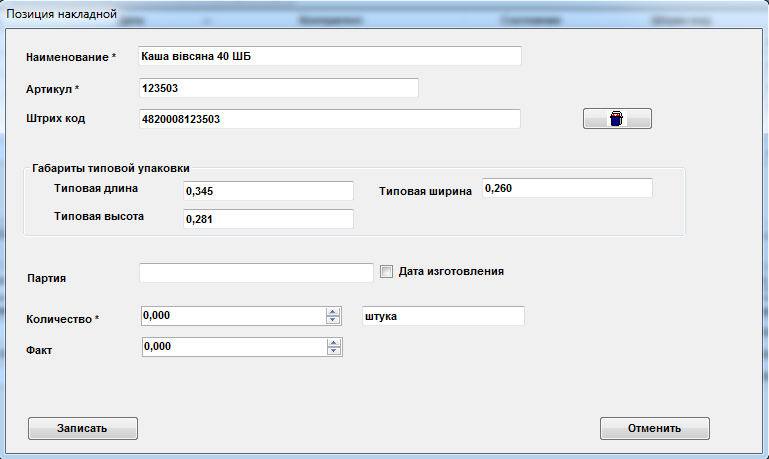 Позиция накладной
Наименование * Каша вівсяна 40 ШБ
Артикул * 123503
Штрих код 4820008123503
Габариты типовой упаковки
Типовая длина 0,345 Типовая ширина 0,260
Типовая высота 0,281
Партия Дата изготовления
Количество * 0,000 штука
Факт 0,000
Записать Отменить